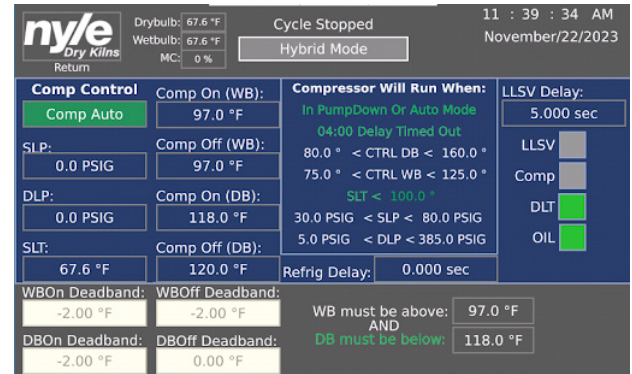 nyle
Dry Kilns
Return
Drybulb: 67.6 °F
Wetbulb: 67.6 °F
MC: 0 %
Cycle Stopped
Hybrid Mode
11 : 39 : 34 AM
November/22/2023
Comp Control
Comp Auto
SLP:
0.0 PSIG
DLP:
0.0 PSIG
SLT:
67.6 °F
Comp On (WB):
97.0 °F
Comp Off (WB):
97.0 °F
Comp On (DB):
118.0 °F
Comp Off (DB):
120.0 °F
Compressor Will Run When:
In PumpDown Or Auto Mode
04:00 Delay Timed Out
80.0 ° < CTRL DB < 160.0 °
75.0 ° < CTRL WB < 125.0 °
SLT < 100.0 °
30.0 PSIG < SLP < 80.0 PSIG
5.0 PSIG < DLP < 385.0 PSIG
Refrig Delay: 0.000 sec
LLSV Delay:
5.000 sec
LLSV
Comp
DLT
OIL
WBOn Deadband:
-2.00 °F
WBOff Deadband:
-2.00 °F
DBOn Deadband:
-2.00 °F
DBOff Deadband:
0.00 °F
WB must be above: 97.0 °F
AND
DB must be below: 118.0 °F